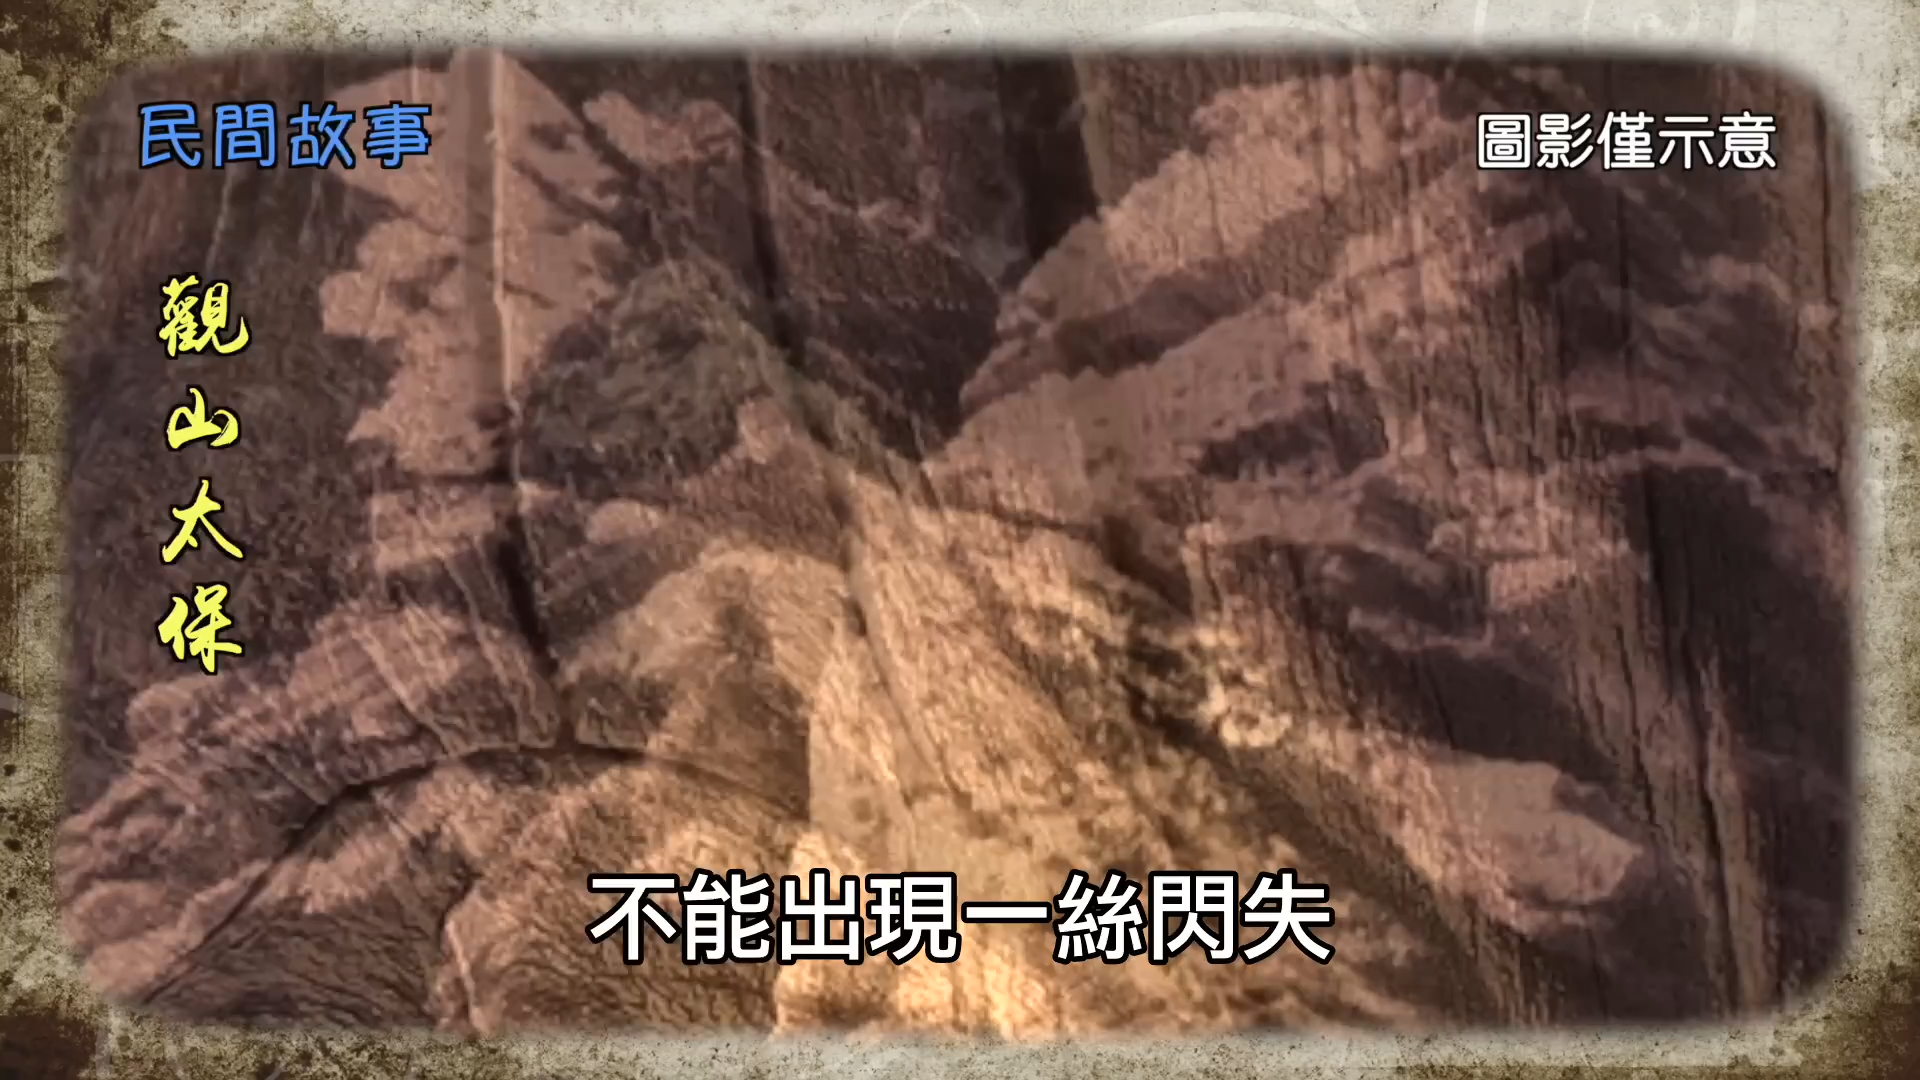 民間故事
圖影僅示意
觀山太保
不能出現一絲閃失